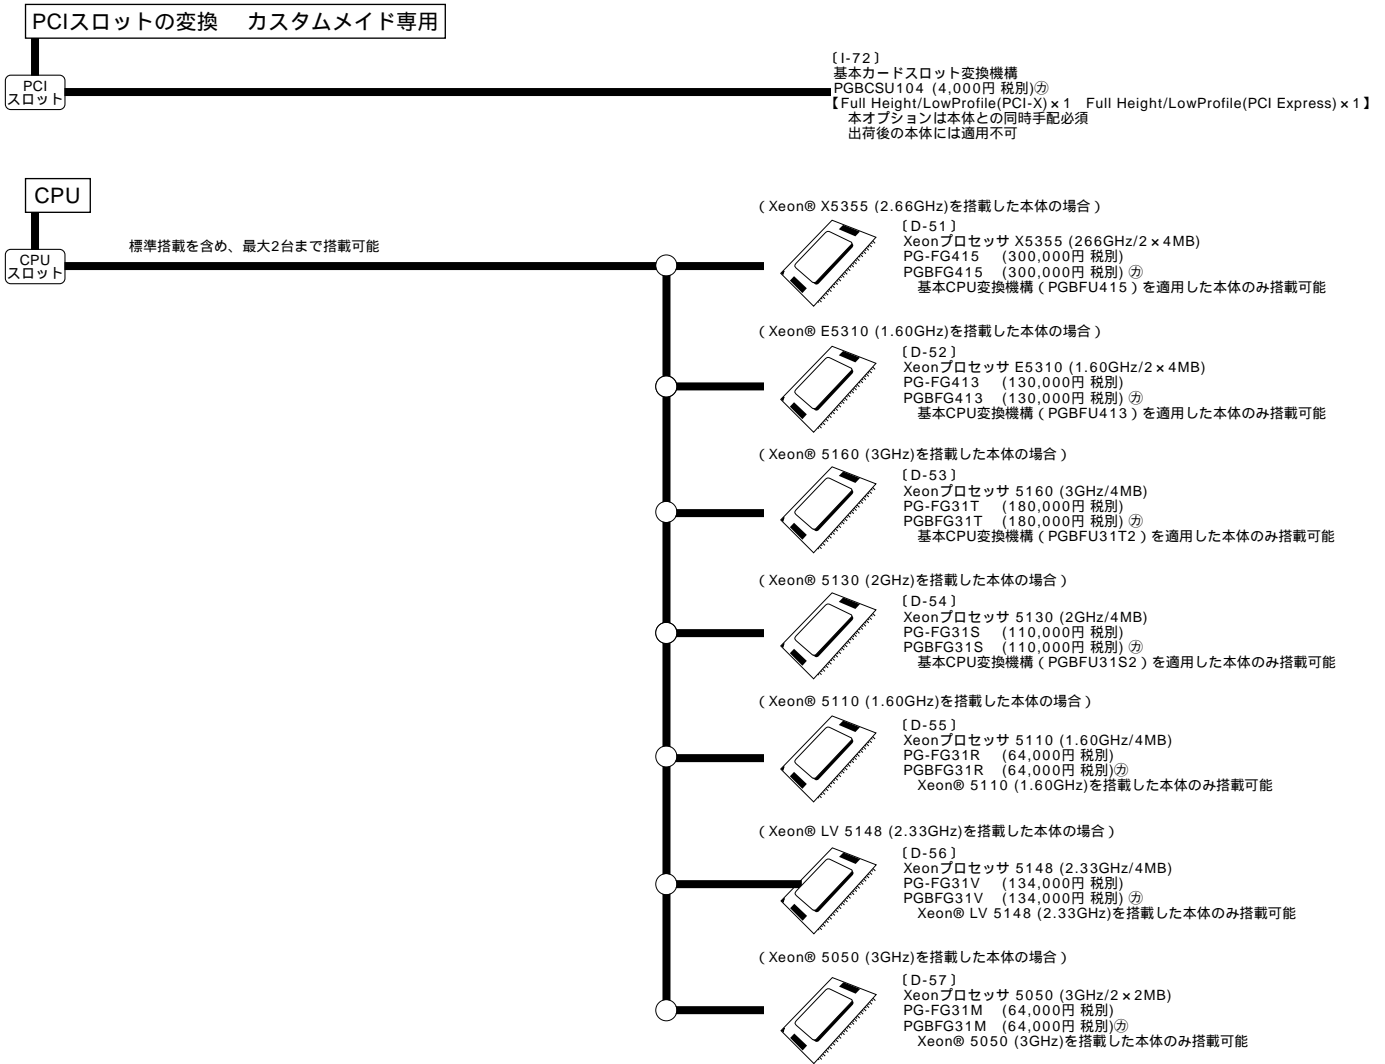 PCIスロットの変換　カスタムメイド専用
PCI
スロット
〔I-72〕
基本カードスロット変換機構
PGBCSU104 (4,000円 税別)㋕
【Full Height/LowProfile(PCI-X)×1　Full Height/LowProfile(PCI Express)×1】
本オプションは本体との同時手配必須
出荷後の本体には適用不可
CPU
CPU
スロット
標準搭載を含め、最大2台まで搭載可能
（Xeon® X5355 (2.66GHz)を搭載した本体の場合）
〔D-51〕
Xeonプロセッサ X5355 (266GHz/2×4MB)
PG-FG415　(300,000円 税別)
PGBFG415　(300,000円 税別) ㋕
基本CPU変換機構（PGBFU415）を適用した本体のみ搭載可能
（Xeon® E5310 (1.60GHz)を搭載した本体の場合）
〔D-52〕
Xeonプロセッサ E5310 (1.60GHz/2×4MB)
PG-FG413　(130,000円 税別)
PGBFG413　(130,000円 税別) ㋕
基本CPU変換機構（PGBFU413）を適用した本体のみ搭載可能
（Xeon® 5160 (3GHz)を搭載した本体の場合）
〔D-53〕
Xeonプロセッサ 5160 (3GHz/4MB)
PG-FG31T　(180,000円 税別)
PGBFG31T　(180,000円 税別) ㋕
基本CPU変換機構（PGBFU31T2）を適用した本体のみ搭載可能
（Xeon® 5130 (2GHz)を搭載した本体の場合）
〔D-54〕
Xeonプロセッサ 5130 (2GHz/4MB)
PG-FG31S　(110,000円 税別)
PGBFG31S　(110,000円 税別) ㋕
基本CPU変換機構（PGBFU31S2）を適用した本体のみ搭載可能
（Xeon® 5110 (1.60GHz)を搭載した本体の場合）
〔D-55〕
Xeonプロセッサ 5110 (1.60GHz/4MB)
PG-FG31R　(64,000円 税別)
PGBFG31R　(64,000円 税別)㋕
Xeon® 5110 (1.60GHz)を搭載した本体のみ搭載可能
（Xeon® LV 5148 (2.33GHz)を搭載した本体の場合）
〔D-56〕
Xeonプロセッサ 5148 (2.33GHz/4MB)
PG-FG31V　(134,000円 税別)
PGBFG31V　(134,000円 税別) ㋕
Xeon® LV 5148 (2.33GHz)を搭載した本体のみ搭載可能
（Xeon® 5050 (3GHz)を搭載した本体の場合）
〔D-57〕
Xeonプロセッサ 5050 (3GHz/2×2MB)
PG-FG31M　(64,000円 税別)
PGBFG31M　(64,000円 税別)㋕
Xeon® 5050 (3GHz)を搭載した本体のみ搭載可能